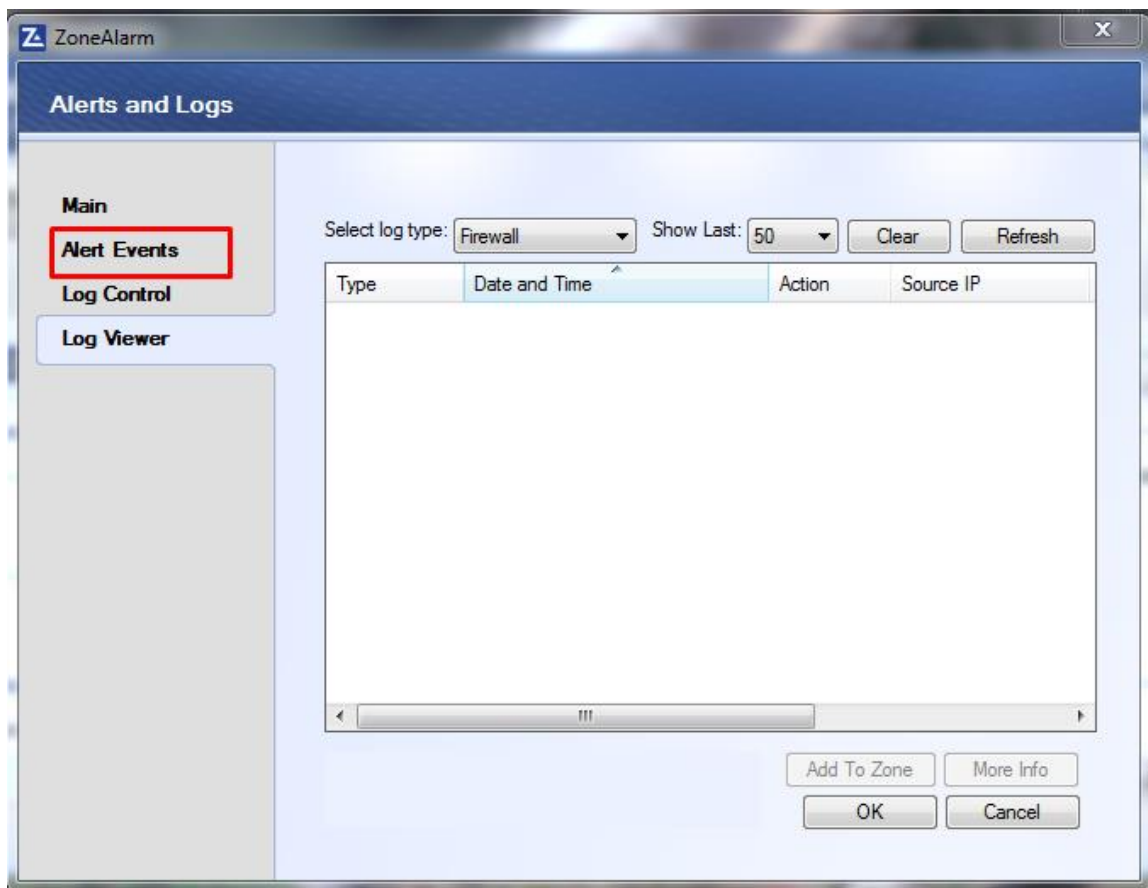 ZoneAlarm
Alerts and Logs
Main
Alert Events
Log Control
Log Viewer
Select log type: Firewall Show Last: 50 Clear Refresh
Type Date and Time Action Source IP
Add To Zone More Info
OK Cancel